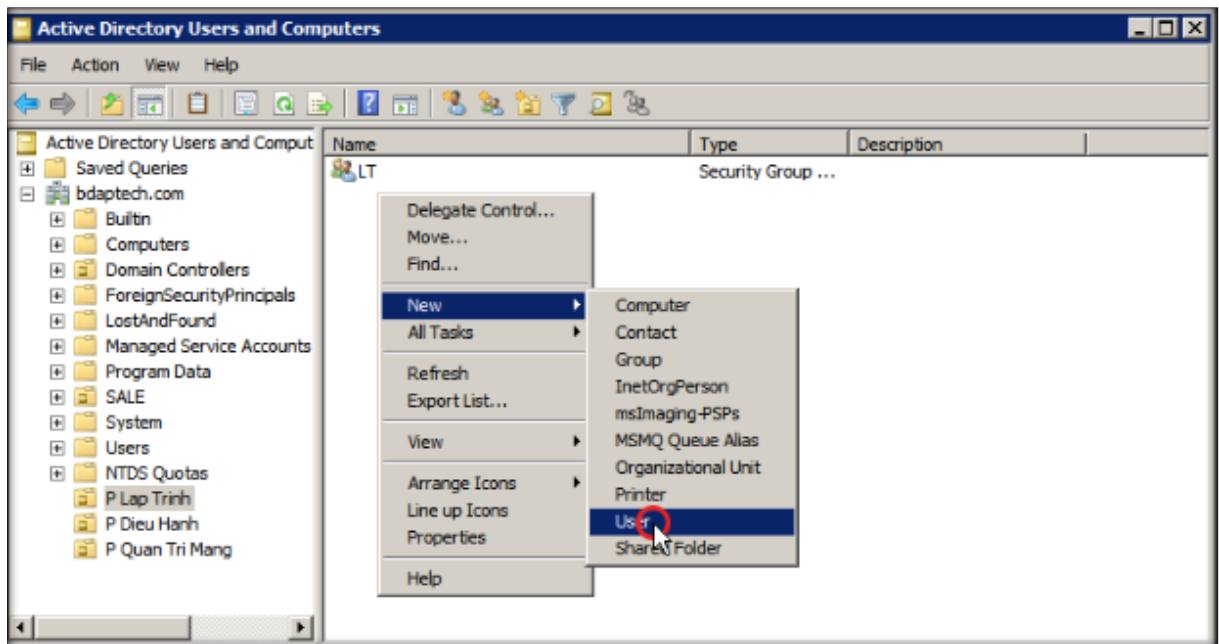 Active Directory Users and Computers
File Action View Help
Active Directory Users and Comput
Saved Queries
bdaptech.com
Builtin
Computers
Domain Controllers
ForeignSecurityPrincipals
LostAndFound
Managed Service Accounts
Program Data
SALE
System
Users
NTDS Quotas
P Lap Trinh
P Dieu Hanh
P Quan Tri Mang
Name Type Description
LT Security Group ...
Delegate Control...
Move...
Find...
New
All Tasks
Refresh
Export List...
View
Arrange Icons
Line up Icons
Properties
Help
Computer
Contact
Group
InetOrgPerson
msImaging-PSPs
MSMQ Queue Alias
Organizational Unit
Printer
User
Shared Folder